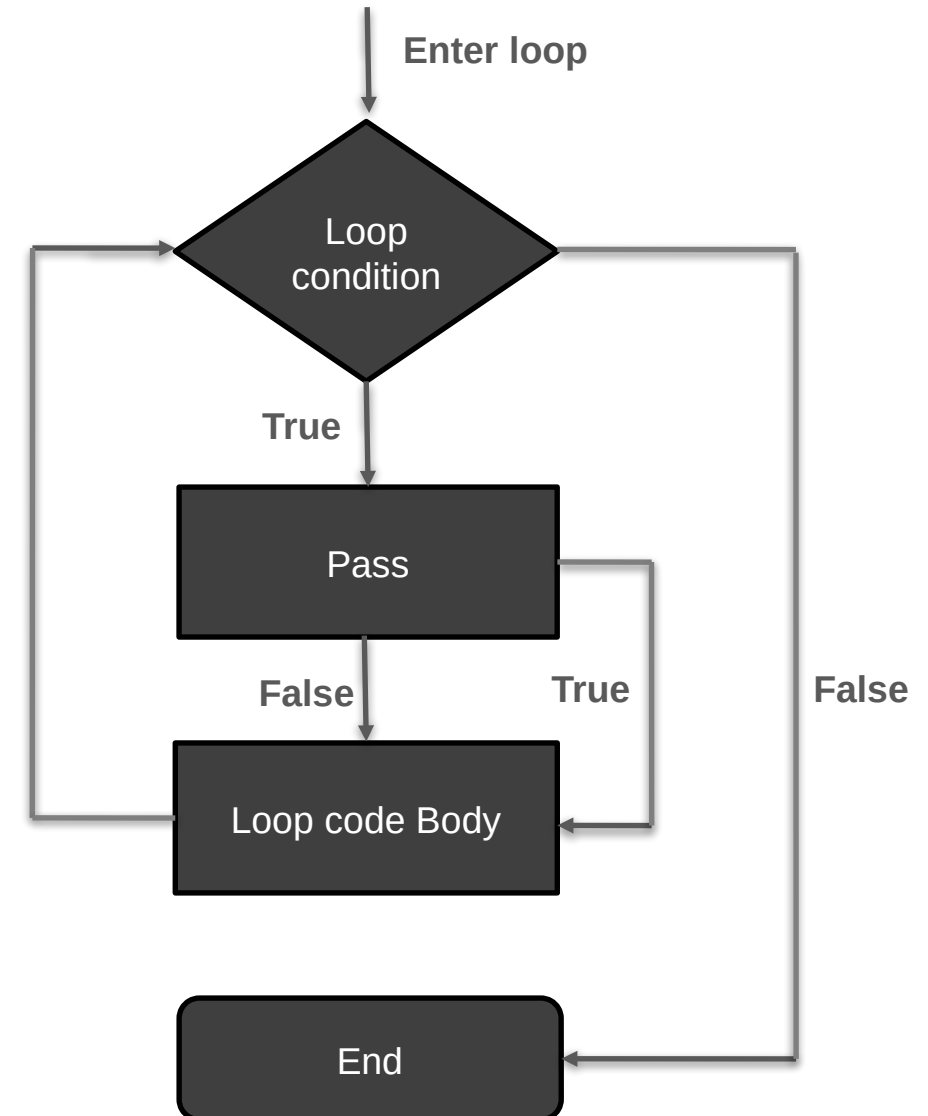 Enter loop
Loop
condition
True
Pass
False
True
False
Loop code Body
End